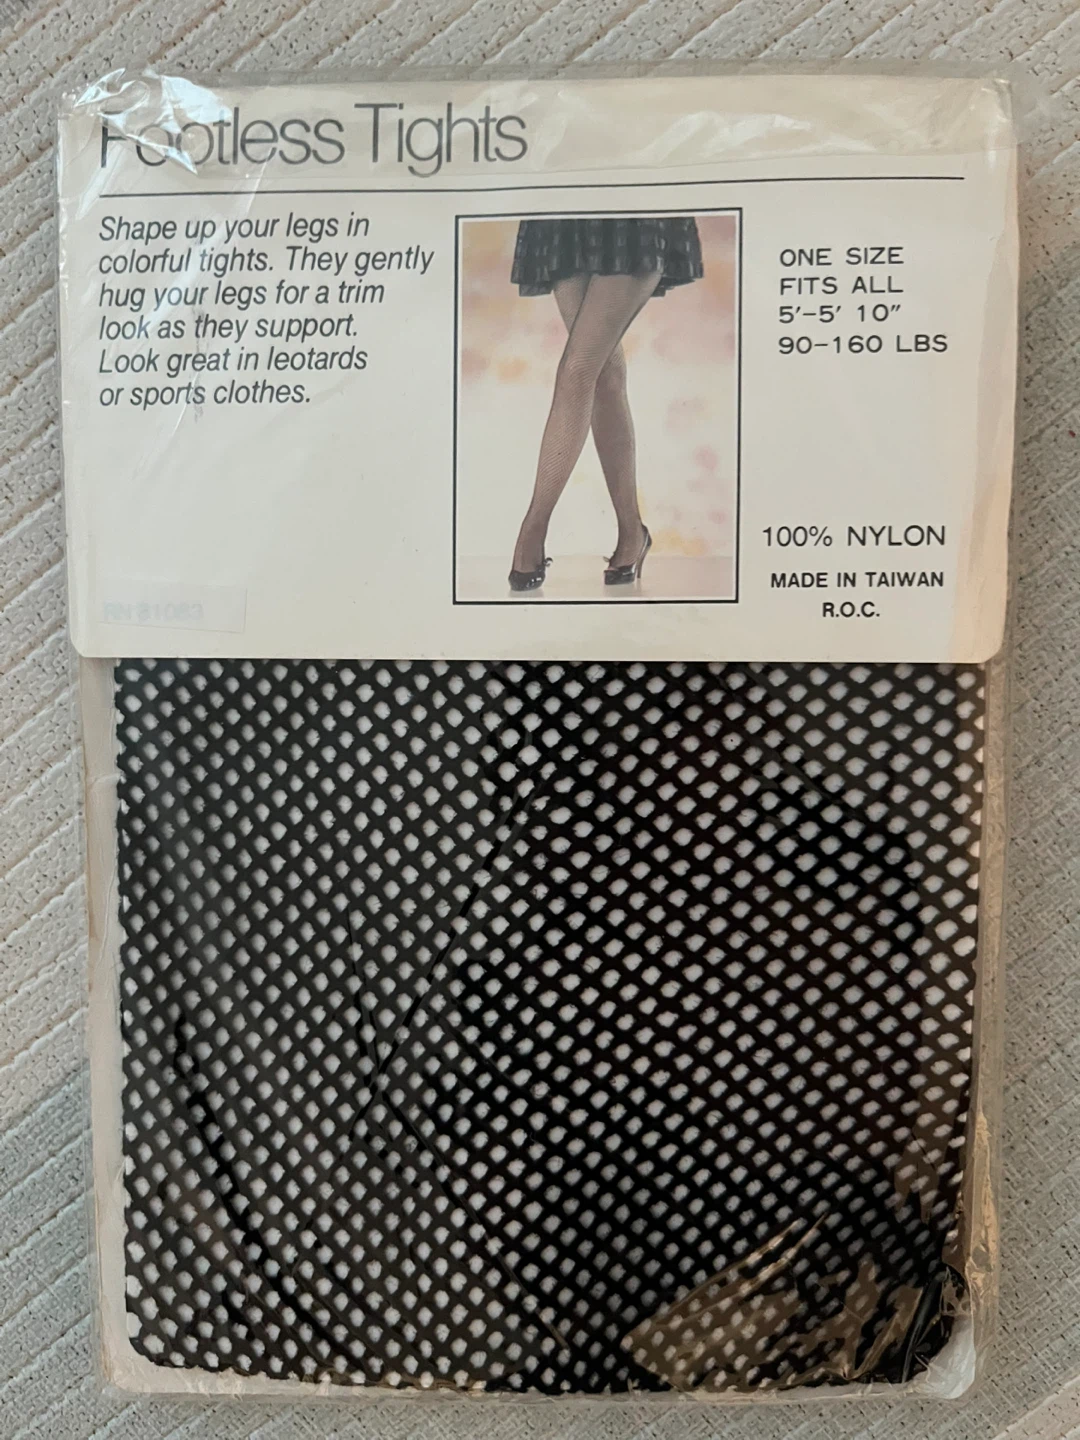 Footless Tights
Shape up your legs in
colorful tights. They gently
hug your legs for a trim
look as they support.
Look great in leotards
or sports clothes.
ONE SIZE
FITS ALL
5'–5' 10"
90–160 LBS
100% NYLON
MADE IN TAIWAN
R.O.C.
RN